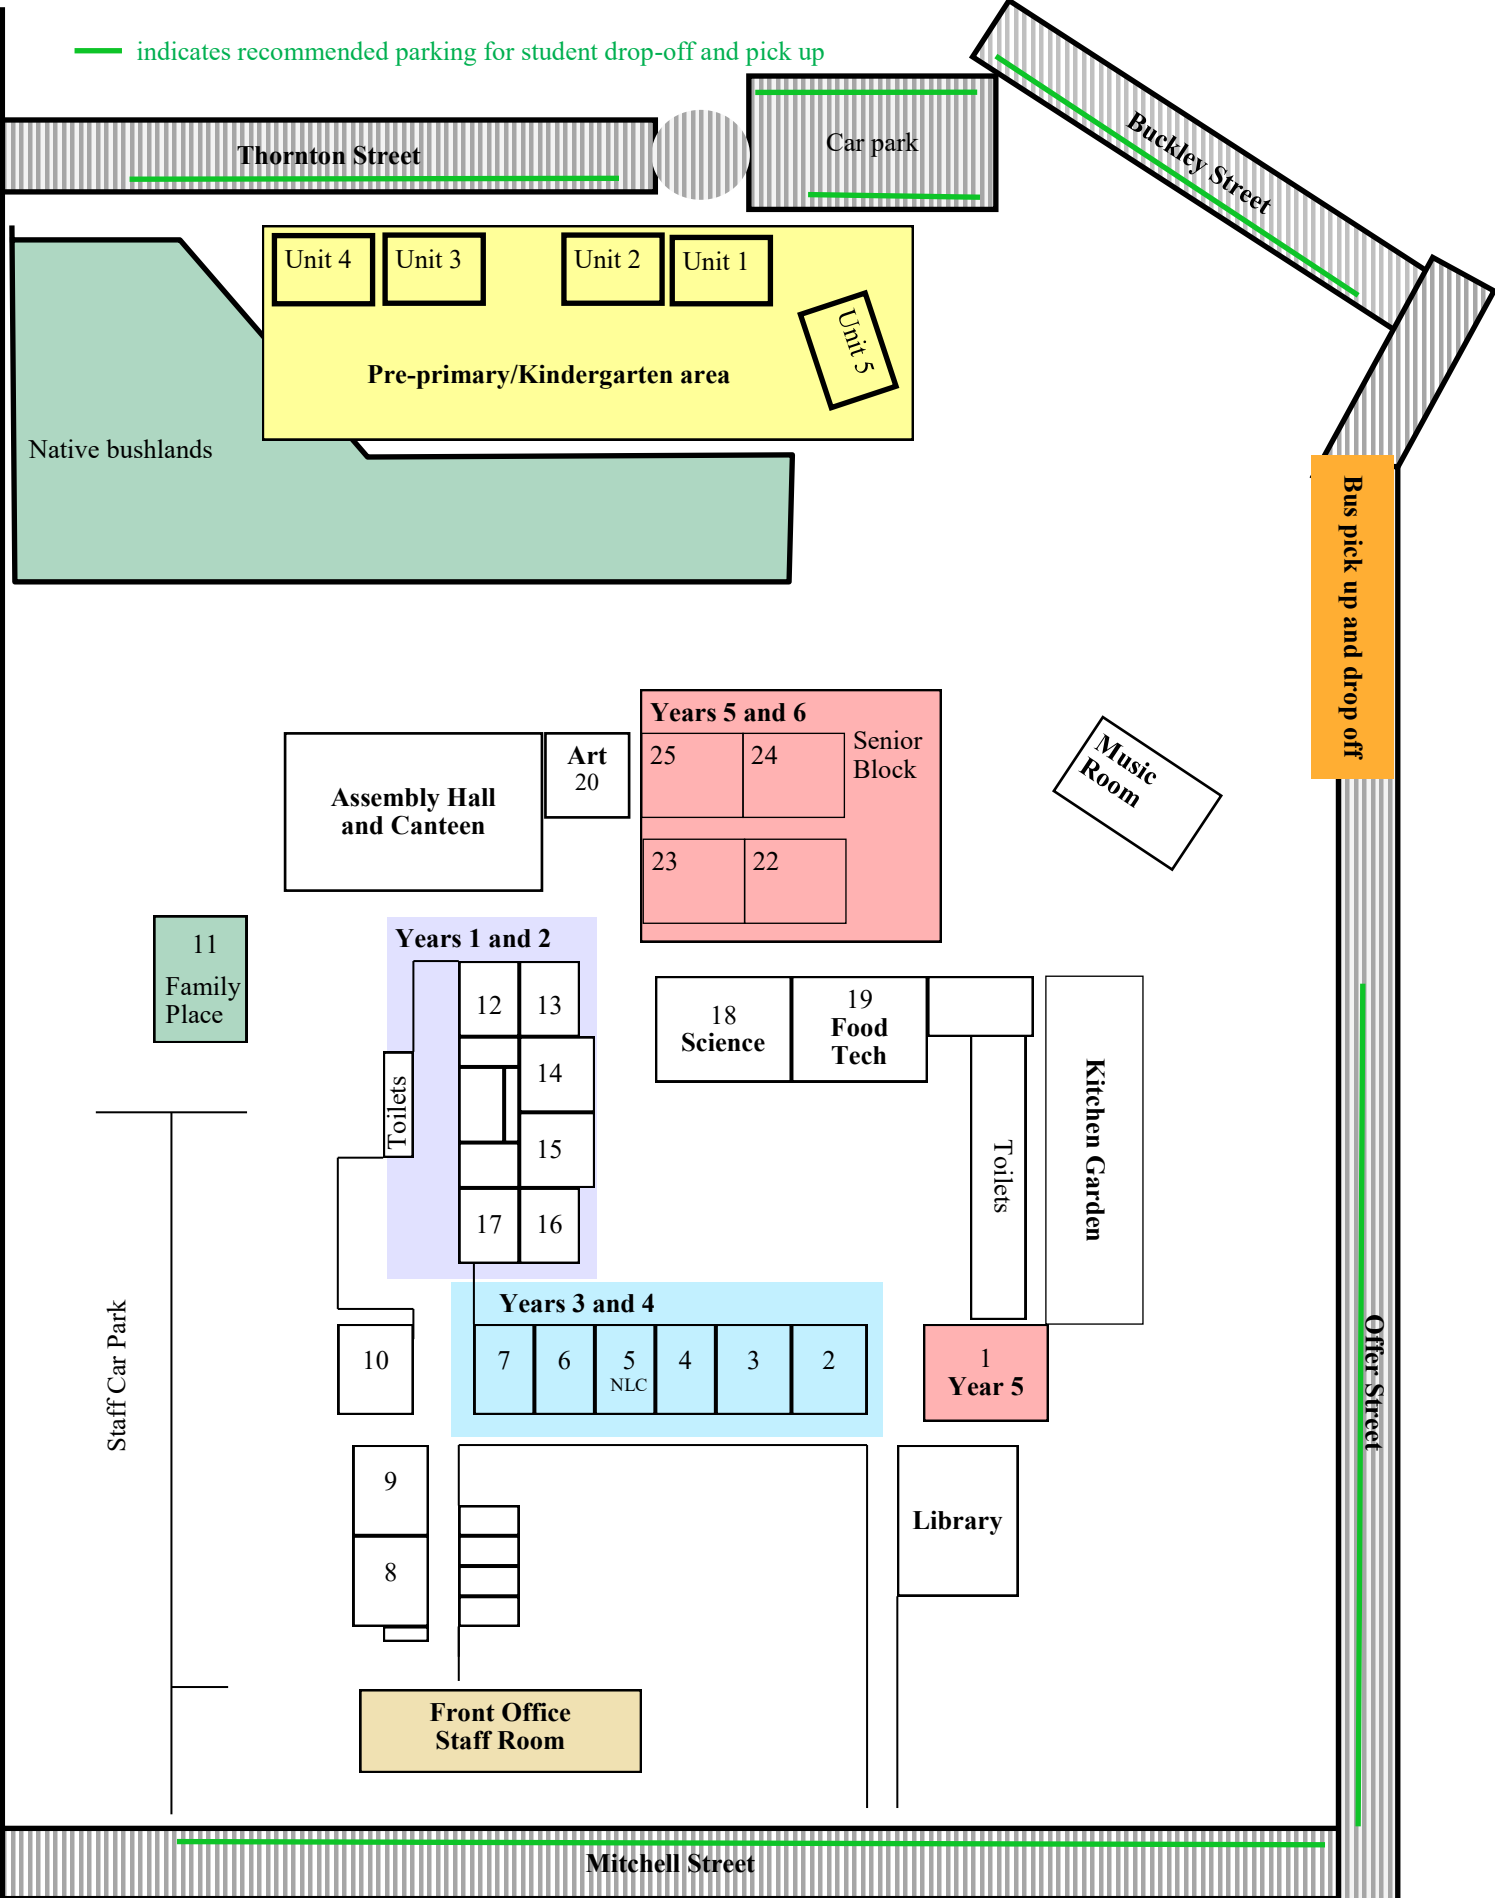 indicates recommended parking for student drop-off and pick up
Thornton Street
Car park
Buckley Street
Unit 4
Unit 3
Unit 2
Unit 1
Unit 5
Pre-primary/Kindergarten area
Native bushlands
Bus pick up and drop off
Years 5 and 6
25
24
Senior
Block
23
22
Art
20
Assembly Hall
and Canteen
Music
Room
11
Family
Place
Years 1 and 2
12
13
14
15
17
16
Toilets
18
Science
19
Food
Tech
Toilets
Kitchen Garden
Staff Car Park
Years 3 and 4
10
7
6
5
NLC
4
3
2
1
Year 5
Offer Street
9
8
Library
Front Office
Staff Room
Mitchell Street